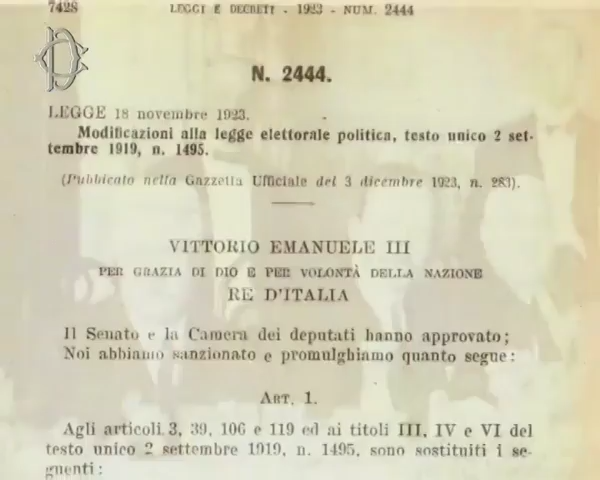 7428 LEGGI E DECRETI - 1923 - NUM. 2444
N. 2444.
LEGGE 18 novembre 1923.
Modificazioni alla legge elettorale politica, testo unico 2 set-
tembre 1919, n. 1495.
(Pubblicato nella Gazzetta Ufficiale del 3 dicembre 1923, n. 283).
VITTORIO EMANUELE III
PER GRAZIA DI DIO E PER VOLONTÀ DELLA NAZIONE
RE D'ITALIA
Il Senato e la Camera dei deputati hanno approvato;
Noi abbiamo sanzionato e promulghiamo quanto segue:
ART. 1.
Agli articoli 3, 39, 106 e 119 ed ai titoli III, IV e VI del
testo unico 2 settembre 1919, n. 1495, sono sostituiti i se-
guenti: